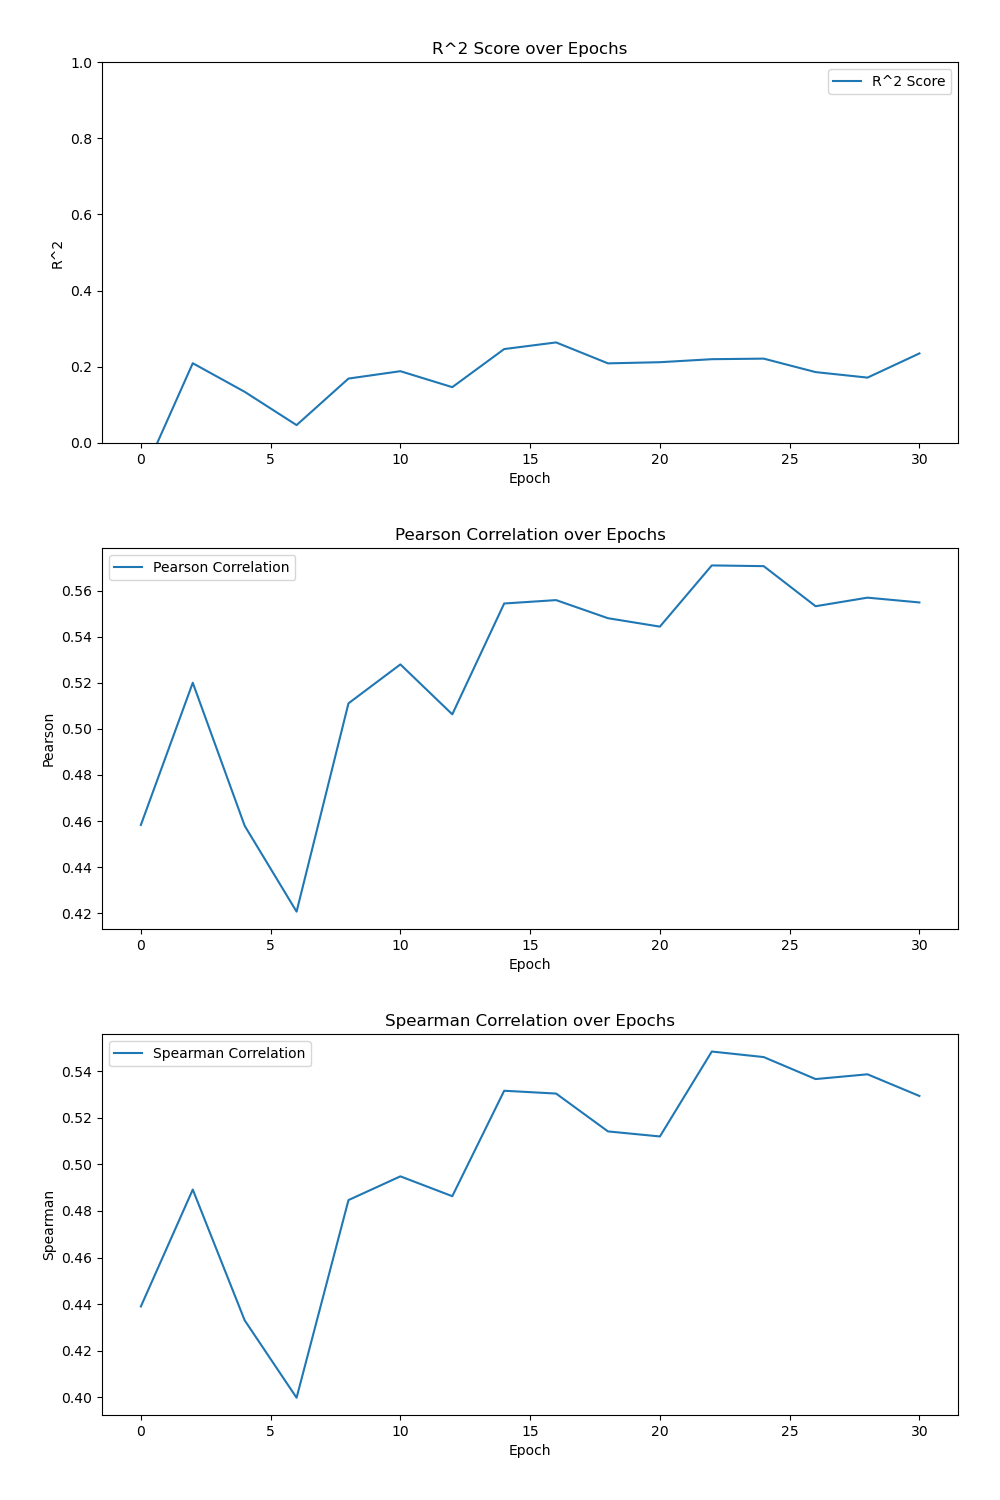 R^2 Score over Epochs
R^2 Score
1.0
0.8
0.6
0.4
0.2
0.0
R^2
0 5 10 15 20 25 30
Epoch
Pearson Correlation over Epochs
Pearson Correlation
0.56
0.54
0.52
0.50
0.48
0.46
0.44
0.42
Pearson
0 5 10 15 20 25 30
Epoch
Spearman Correlation over Epochs
Spearman Correlation
0.54
0.52
0.50
0.48
0.46
0.44
0.42
0.40
Spearman
0 5 10 15 20 25 30
Epoch